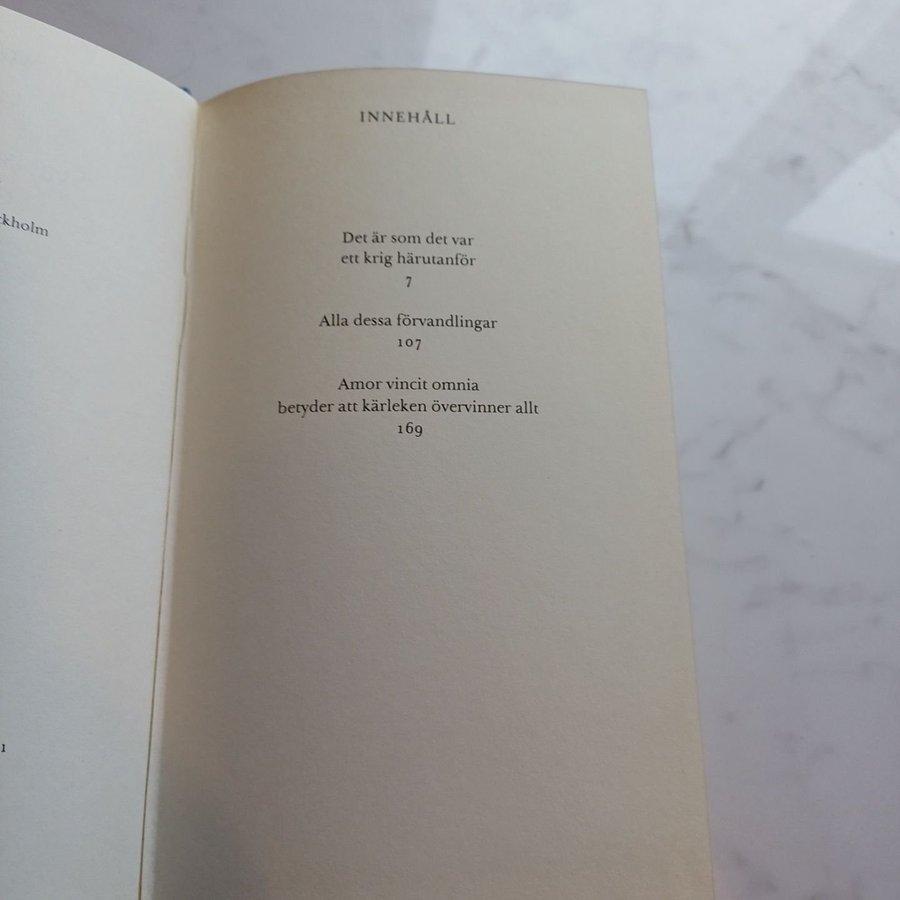 INNEHÅLL
Det är som det var
ett krig härutanför
7
Alla dessa förvandlingar
107
Amor vincit omnia
betyder att kärleken övervinner allt
169